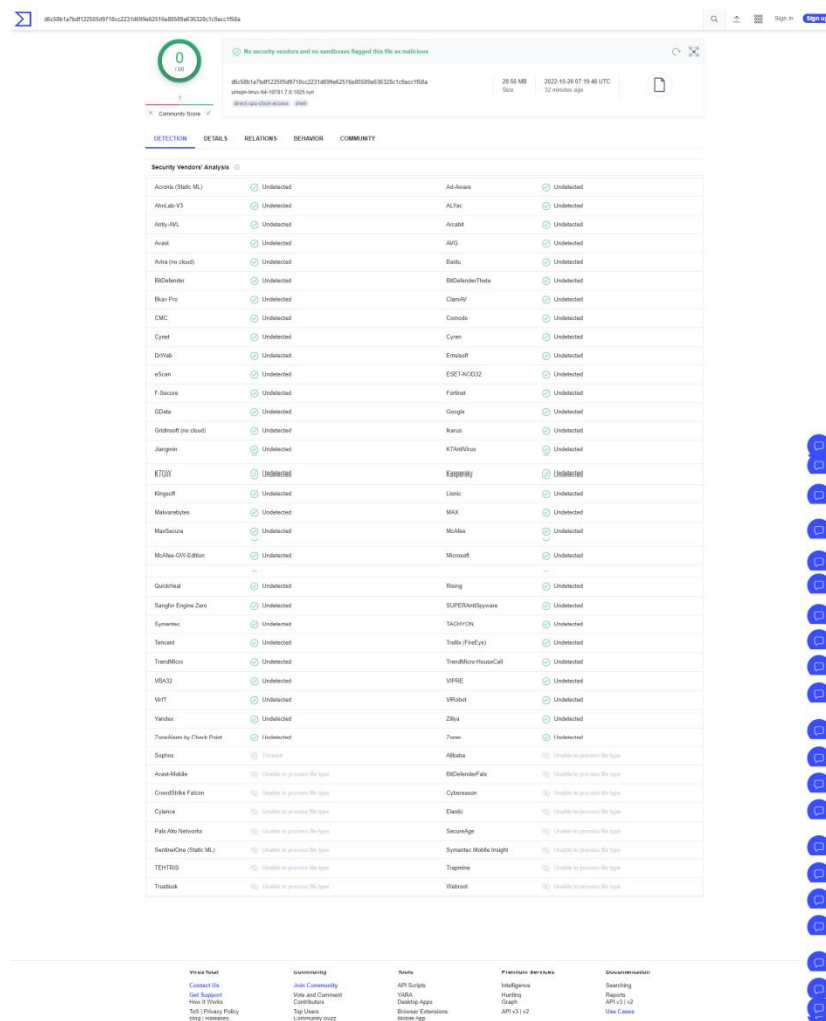 Sign in Sign up
0
/ 60
No security vendors and no sandboxes flagged this file as malicious
28.56 MB
Size
2022-10-26 07:19:48 UTC
32 minutes ago
direct-cpu-clock-access shell
Community Score
DETECTION DETAILS RELATIONS BEHAVIOR COMMUNITY
Security Vendors' Analysis
Acronis (Static ML) Undetected Ad-Aware Undetected
AhnLab-V3 Undetected ALYac Undetected
Antiy-AVL Undetected Arcabit Undetected
Avast Undetected AVG Undetected
Avira (no cloud) Undetected Baidu Undetected
BitDefender Undetected BitDefenderTheta Undetected
Bkav Pro Undetected ClamAV Undetected
CMC Undetected Comodo Undetected
Cynet Undetected Cyren Undetected
DrWeb Undetected Emsisoft Undetected
eScan Undetected ESET-NOD32 Undetected
F-Secure Undetected Fortinet Undetected
GData Undetected Google Undetected
Gridinsoft (no cloud) Undetected Ikarus Undetected
Jiangmin Undetected K7AntiVirus Undetected
K7GW Undetected Kaspersky Undetected
Kingsoft Undetected Lionic Undetected
Malwarebytes Undetected MAX Undetected
MaxSecure Undetected McAfee Undetected
McAfee-GW-Edition Undetected Microsoft Undetected
QuickHeal Undetected Rising Undetected
Sangfor Engine Zero Undetected SUPERAntiSpyware Undetected
Symantec Undetected TACHYON Undetected
Tencent Undetected Trellix (FireEye) Undetected
TrendMicro Undetected TrendMicro-HouseCall Undetected
VBA32 Undetected VIPRE Undetected
VirIT Undetected ViRobot Undetected
Yandex Undetected Zillya Undetected
ZoneAlarm by Check Point Undetected Zoner Undetected
Sophos Timeout Alibaba Unable to process file type
Avast-Mobile Unable to process file type BitDefenderFalx Unable to process file type
CrowdStrike Falcon Unable to process file type Cybereason Unable to process file type
Cylance Unable to process file type Elastic Unable to process file type
Palo Alto Networks Unable to process file type SecureAge Unable to process file type
SentinelOne (Static ML) Unable to process file type Symantec Mobile Insight Unable to process file type
TEHTRIS Unable to process file type Trapmine Unable to process file type
Trustlook Unable to process file type Webroot Unable to process file type
VirusTotal Community Tools Premium Services Documentation
Contact Us Join Community API Scripts Intelligence Searching
Get Support Vote and Comment YARA Hunting Reports
How It Works Contributors Desktop Apps Graph API v3 | v2
ToS | Privacy Policy Top Users Browser Extensions API v3 | v2 Use Cases
Blog | Releases Community Buzz Mobile App